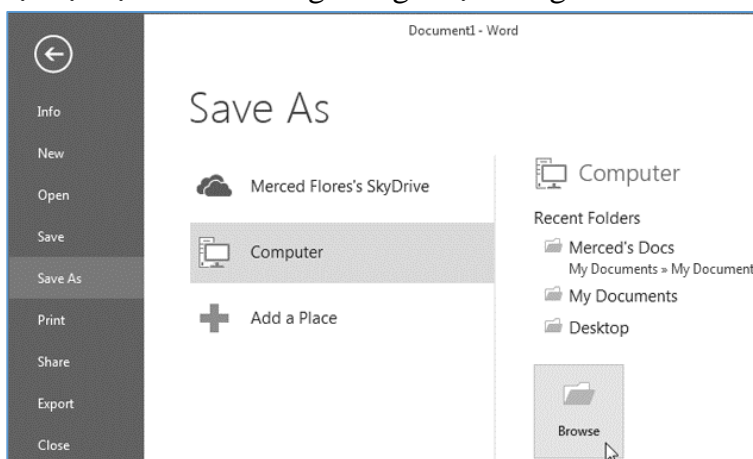 Document1 - Word
Info
New
Open
Save
Save As
Print
Share
Export
Close
Save As
Merced Flores's SkyDrive
Computer
Add a Place
Computer
Recent Folders
Merced's Docs
My Documents » My Document
My Documents
Desktop
Browse